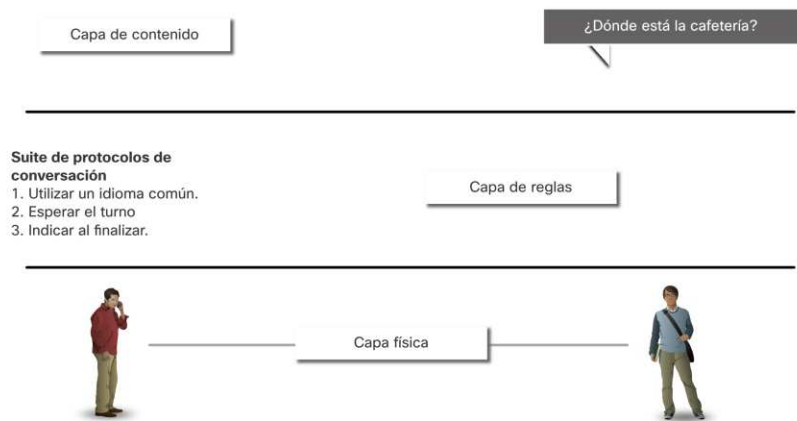 Capa de contenido
¿Dónde está la cafetería?
Suite de protocolos de
conversación
1. Utilizar un idioma común.
2. Esperar el turno
3. Indicar al finalizar.
Capa de reglas
Capa física